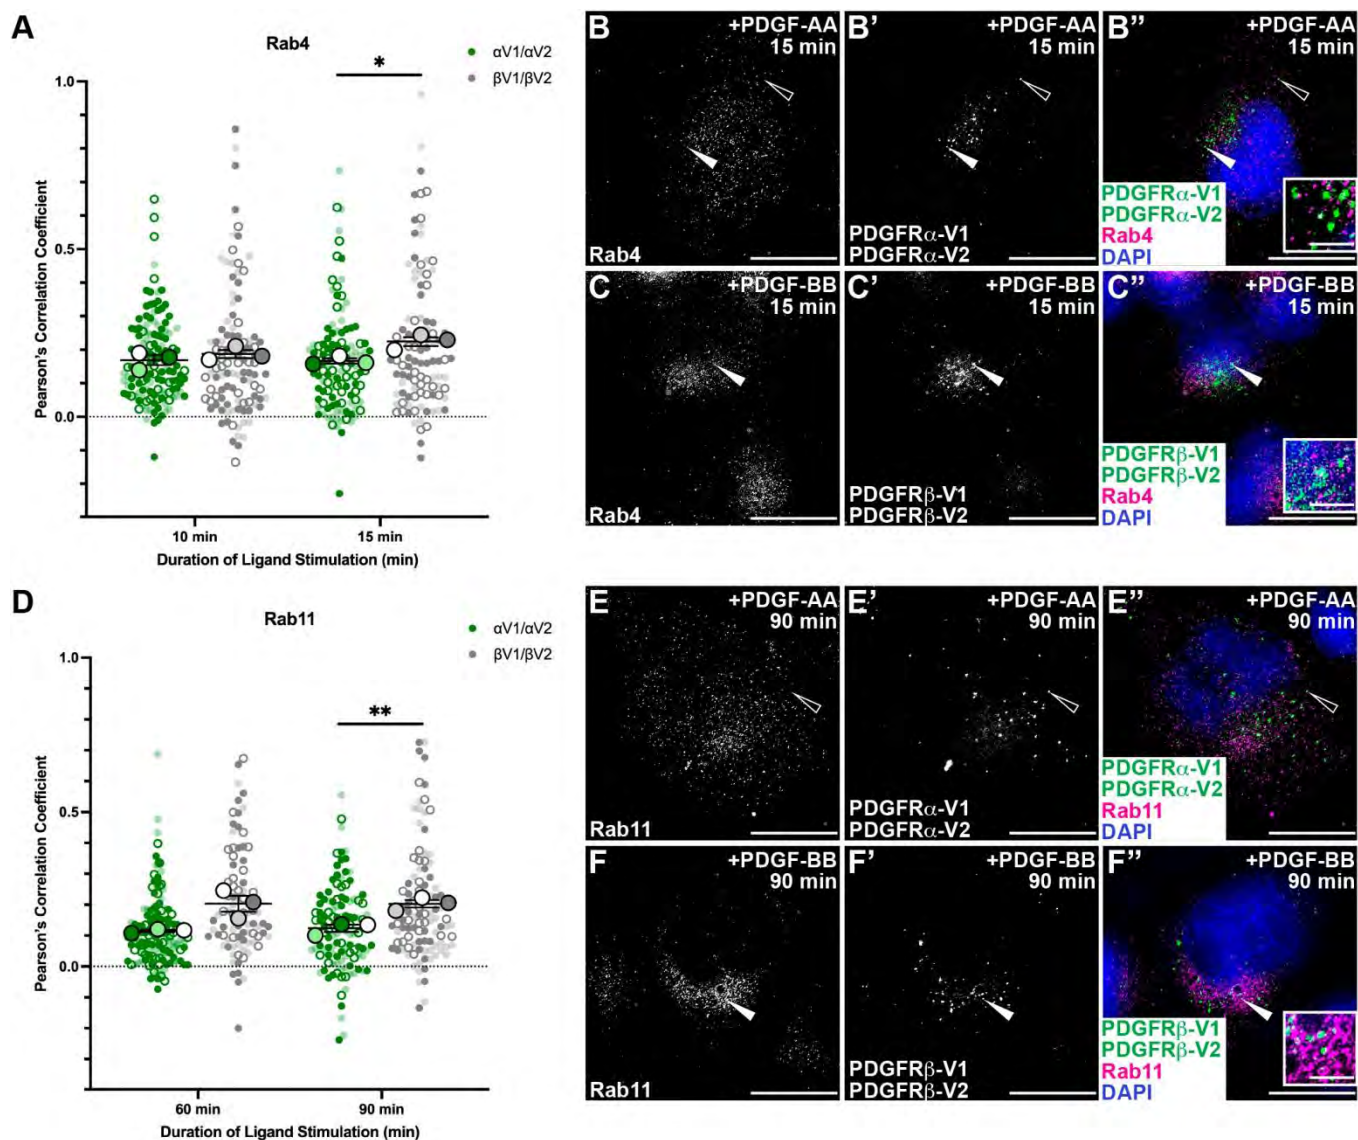 A
Rab4
αV1/αV2
βV1/βV2
*
1.0
0.5
0.0
Pearson's Correlation Coefficient
10 min
15 min
Duration of Ligand Stimulation (min)
B
+PDGF-AA
15 min
Rab4
B’
+PDGF-AA
15 min
PDGFRα-V1
PDGFRα-V2
B”
+PDGF-AA
15 min
PDGFRα-V1
PDGFRα-V2
Rab4
DAPI
C
+PDGF-BB
15 min
Rab4
C’
+PDGF-BB
15 min
PDGFRβ-V1
PDGFRβ-V2
C”
+PDGF-BB
15 min
PDGFRβ-V1
PDGFRβ-V2
Rab4
DAPI
D
Rab11
αV1/αV2
βV1/βV2
**
1.0
0.5
0.0
Pearson's Correlation Coefficient
60 min
90 min
Duration of Ligand Stimulation (min)
E
+PDGF-AA
90 min
Rab11
E’
+PDGF-AA
90 min
PDGFRα-V1
PDGFRα-V2
E”
+PDGF-AA
90 min
PDGFRα-V1
PDGFRα-V2
Rab11
DAPI
F
+PDGF-BB
90 min
Rab11
F’
+PDGF-BB
90 min
PDGFRβ-V1
PDGFRβ-V2
F”
+PDGF-BB
90 min
PDGFRβ-V1
PDGFRβ-V2
Rab11
DAPI